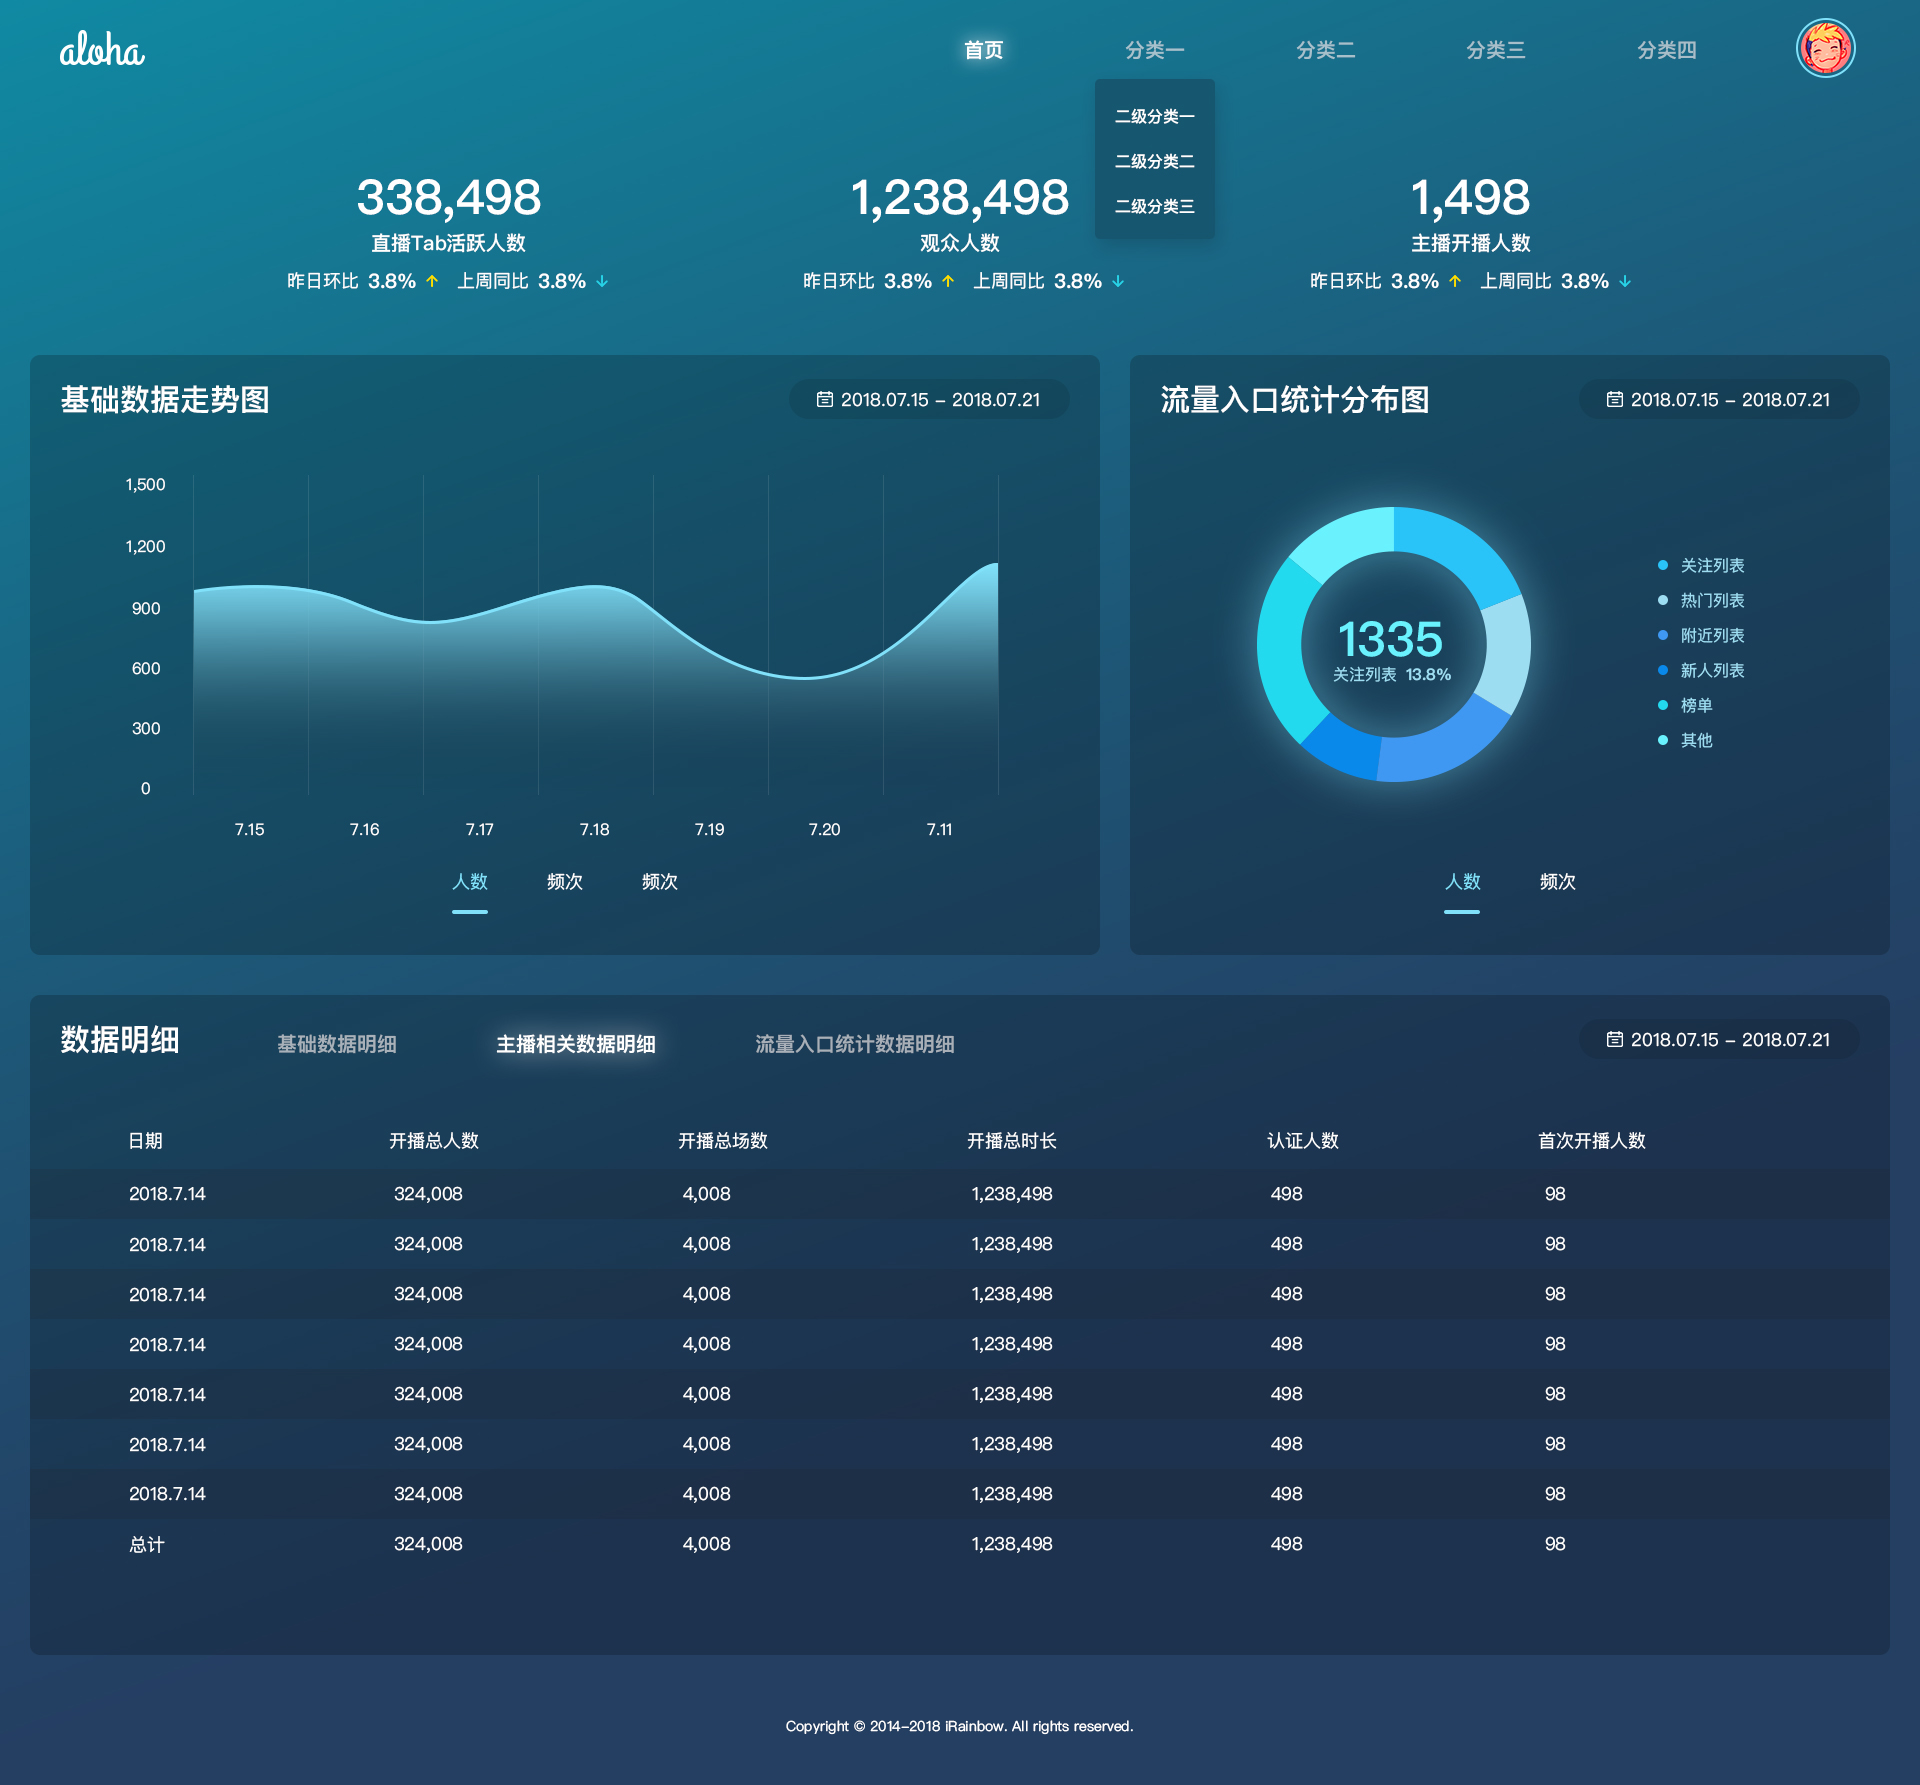 aloha
首页 分类一 分类二 分类三 分类四
二级分类一
二级分类二
二级分类三
338,498
直播Tab活跃人数
昨日环比 3.8% ↑ 上周同比 3.8% ↓
1,238,498
观众人数
昨日环比 3.8% ↑ 上周同比 3.8% ↓
1,498
主播开播人数
昨日环比 3.8% ↑ 上周同比 3.8% ↓
基础数据走势图
2018.07.15 – 2018.07.21
1,500
1,200
900
600
300
0
7.15 7.16 7.17 7.18 7.19 7.20 7.11
人数 频次 频次
流量入口统计分布图
2018.07.15 – 2018.07.21
1335
关注列表 13.8%
关注列表
热门列表
附近列表
新人列表
榜单
其他
人数 频次
数据明细 基础数据明细 主播相关数据明细 流量入口统计数据明细
2018.07.15 – 2018.07.21
日期 开播总人数 开播总场数 开播总时长 认证人数 首次开播人数
2018.7.14 324,008 4,008 1,238,498 498 98
2018.7.14 324,008 4,008 1,238,498 498 98
2018.7.14 324,008 4,008 1,238,498 498 98
2018.7.14 324,008 4,008 1,238,498 498 98
2018.7.14 324,008 4,008 1,238,498 498 98
2018.7.14 324,008 4,008 1,238,498 498 98
2018.7.14 324,008 4,008 1,238,498 498 98
总计 324,008 4,008 1,238,498 498 98
Copyright © 2014–2018 iRainbow. All rights reserved.